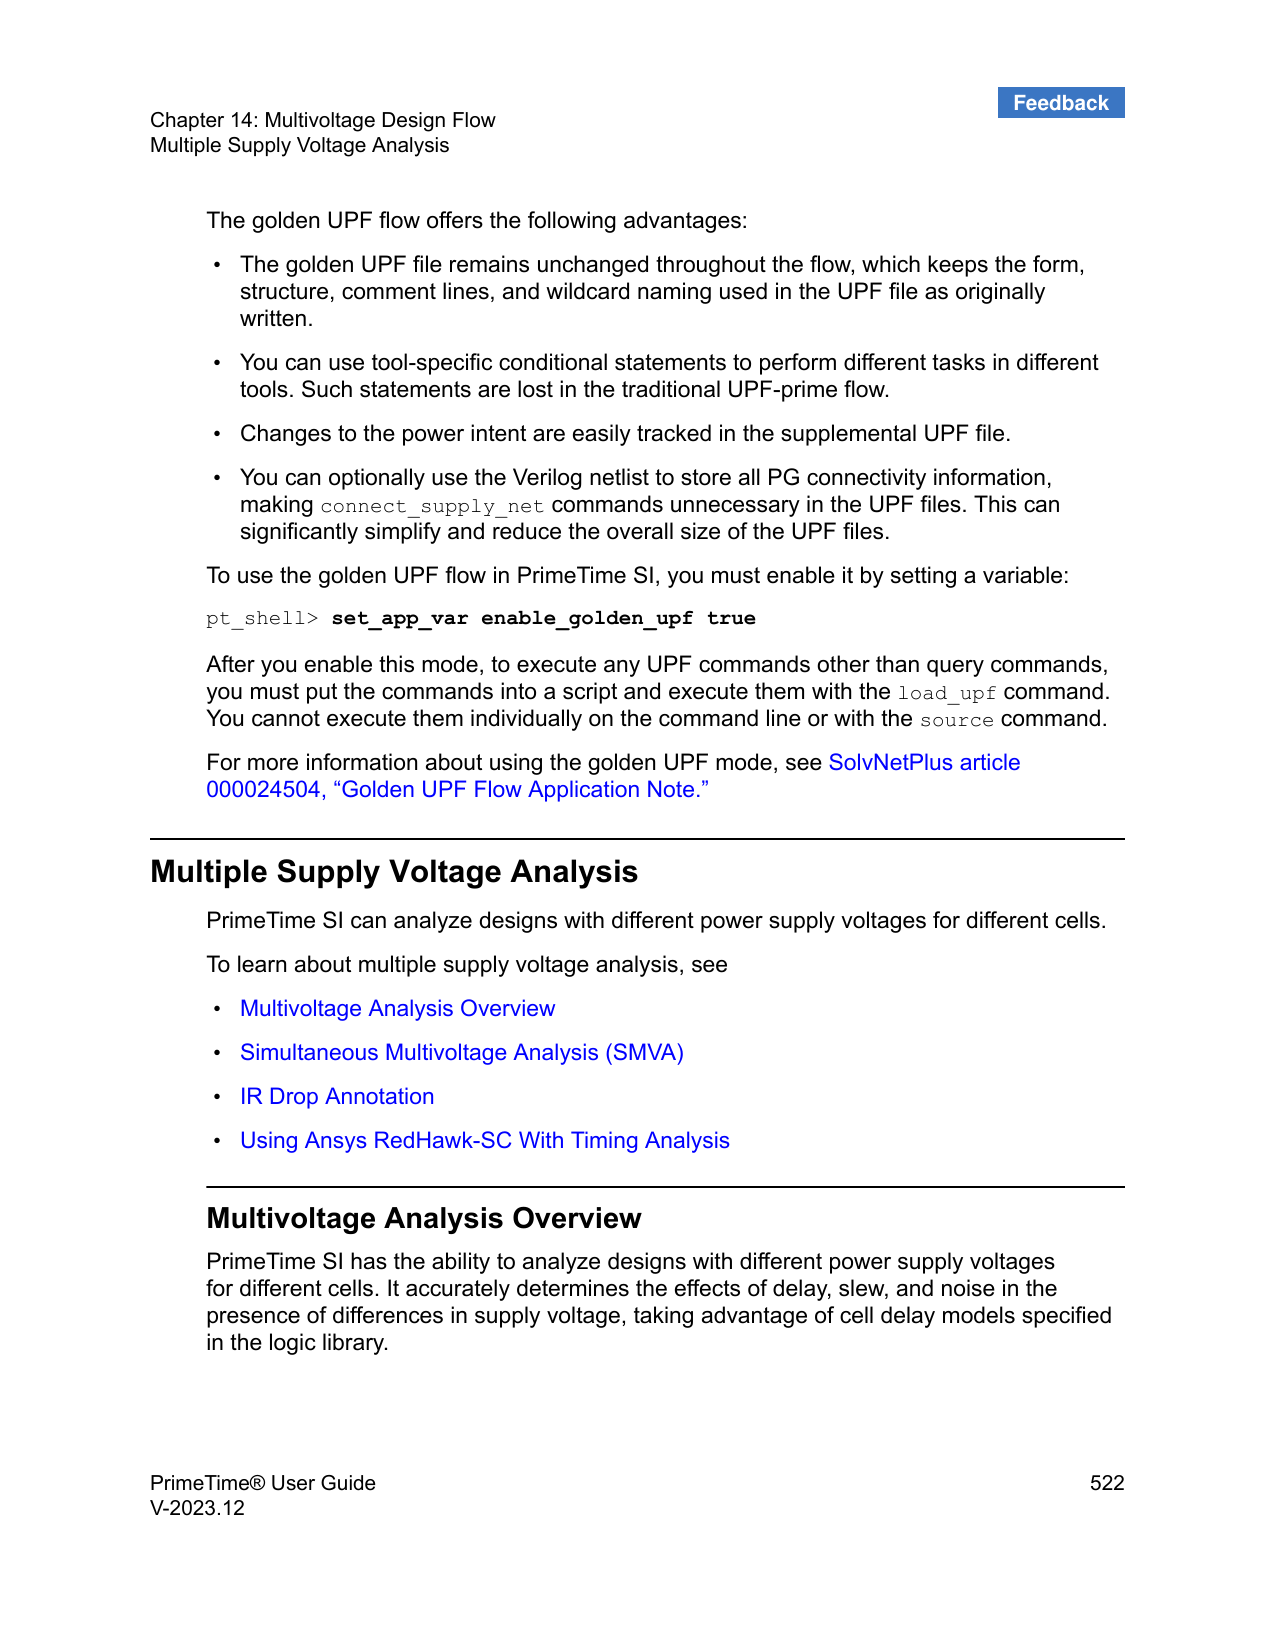 Feedback
Chapter 14: Multivoltage Design Flow
Multiple Supply Voltage Analysis
The golden UPF flow offers the following advantages:
• The golden UPF file remains unchanged throughout the flow, which keeps the form,
structure, comment lines, and wildcard naming used in the UPF file as originally
written.
• You can use tool-specific conditional statements to perform different tasks in different
tools. Such statements are lost in the traditional UPF-prime flow.
• Changes to the power intent are easily tracked in the supplemental UPF file.
• You can optionally use the Verilog netlist to store all PG connectivity information,
making connect_supply_net commands unnecessary in the UPF files. This can
significantly simplify and reduce the overall size of the UPF files.
To use the golden UPF flow in PrimeTime SI, you must enable it by setting a variable:
pt_shell> set_app_var enable_golden_upf true
After you enable this mode, to execute any UPF commands other than query commands,
you must put the commands into a script and execute them with the load_upf command.
You cannot execute them individually on the command line or with the source command.
For more information about using the golden UPF mode, see SolvNetPlus article
000024504, “Golden UPF Flow Application Note.”
Multiple Supply Voltage Analysis
PrimeTime SI can analyze designs with different power supply voltages for different cells.
To learn about multiple supply voltage analysis, see
• Multivoltage Analysis Overview
• Simultaneous Multivoltage Analysis (SMVA)
• IR Drop Annotation
• Using Ansys RedHawk-SC With Timing Analysis
Multivoltage Analysis Overview
PrimeTime SI has the ability to analyze designs with different power supply voltages
for different cells. It accurately determines the effects of delay, slew, and noise in the
presence of differences in supply voltage, taking advantage of cell delay models specified
in the logic library.
PrimeTime® User Guide 522
V-2023.12